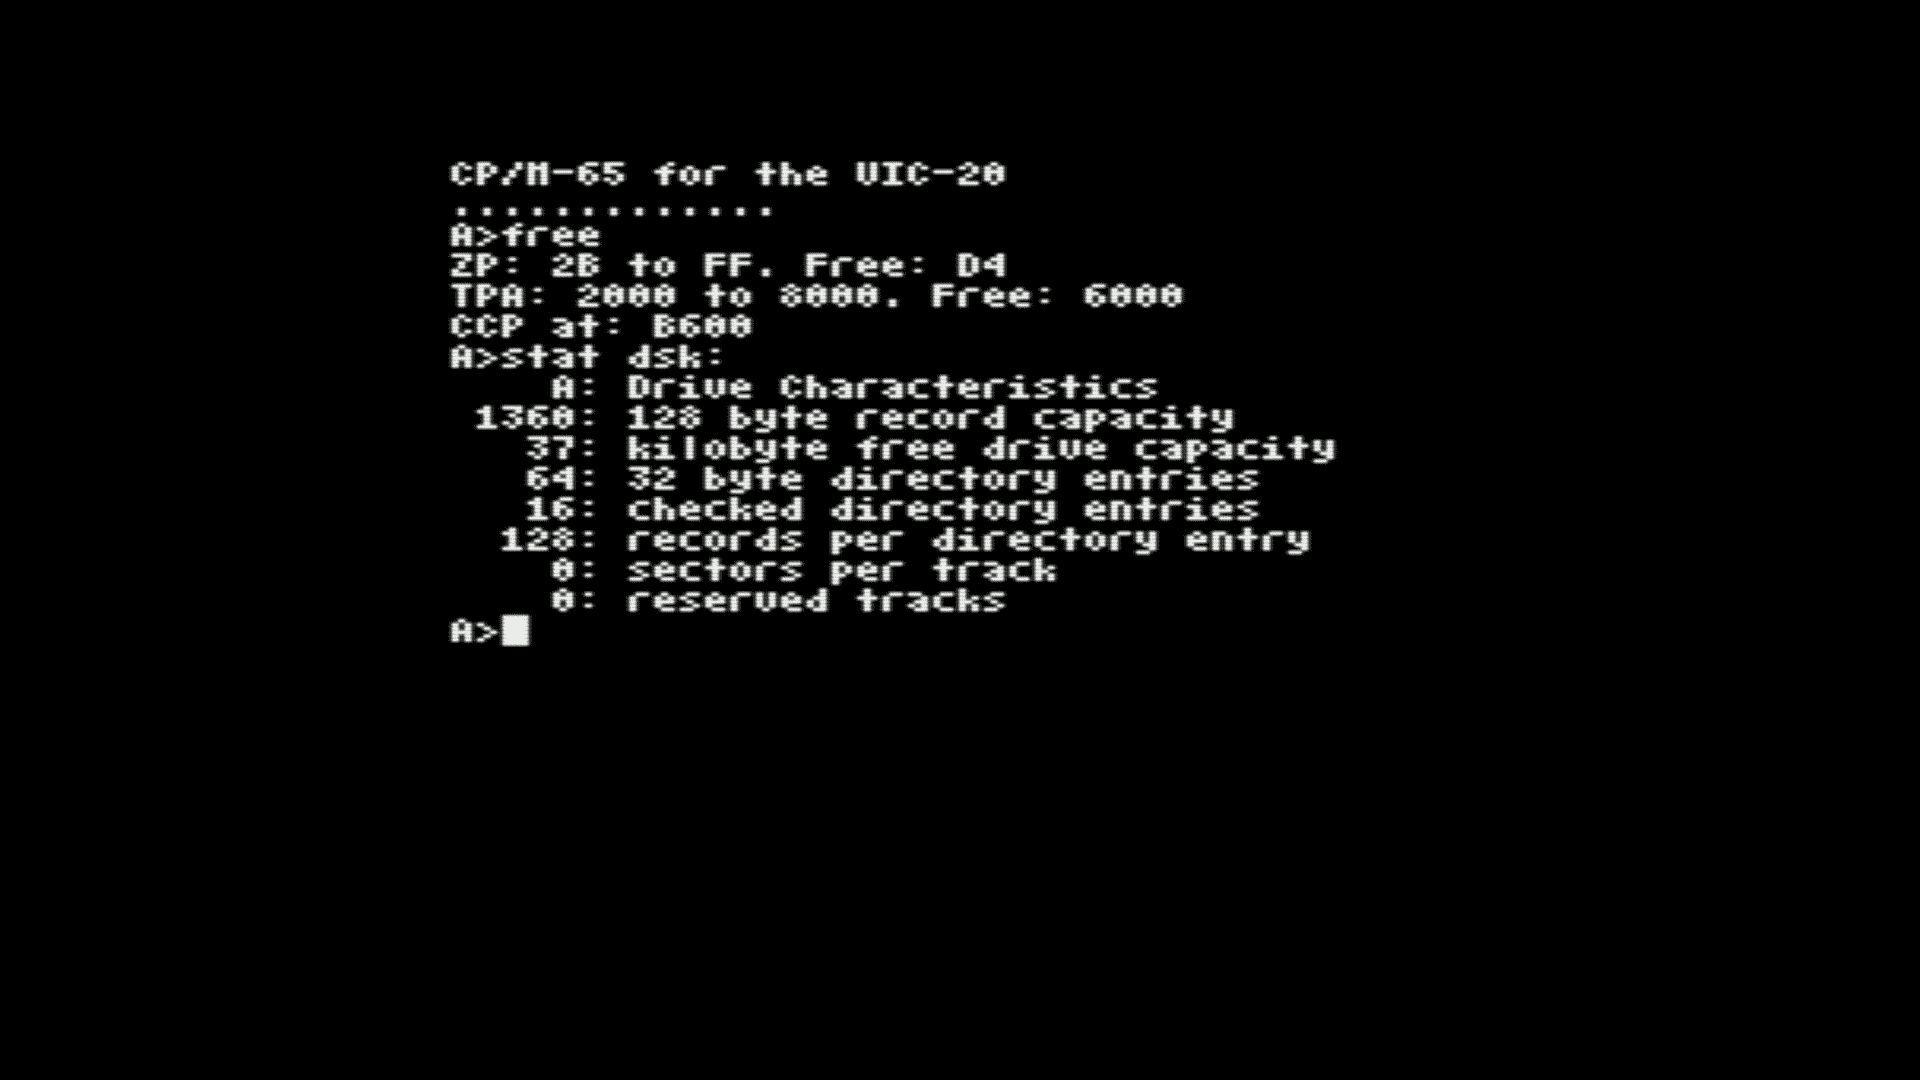 CP/M-65 for the VIC-20
.............
A>free
ZP: 2B to FF. Free: D4
TPA: 2000 to 8000. Free: 6000
CCP at: B600
A>stat dsk:
A: Drive Characteristics
1360: 128 byte record capacity
37: kilobyte free drive capacity
64: 32 byte directory entries
16: checked directory entries
128: records per directory entry
0: sectors per track
0: reserved tracks
A>